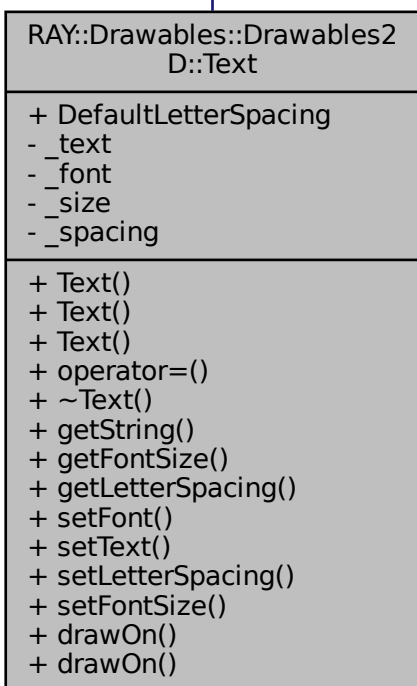 RAY::Drawables::Drawables2
D::Text
+ DefaultLetterSpacing
- _text
- _font
- _size
- _spacing
+ Text()
+ Text()
+ Text()
+ operator=()
+ ~Text()
+ getString()
+ getFontSize()
+ getLetterSpacing()
+ setFont()
+ setText()
+ setLetterSpacing()
+ setFontSize()
+ drawOn()
+ drawOn()